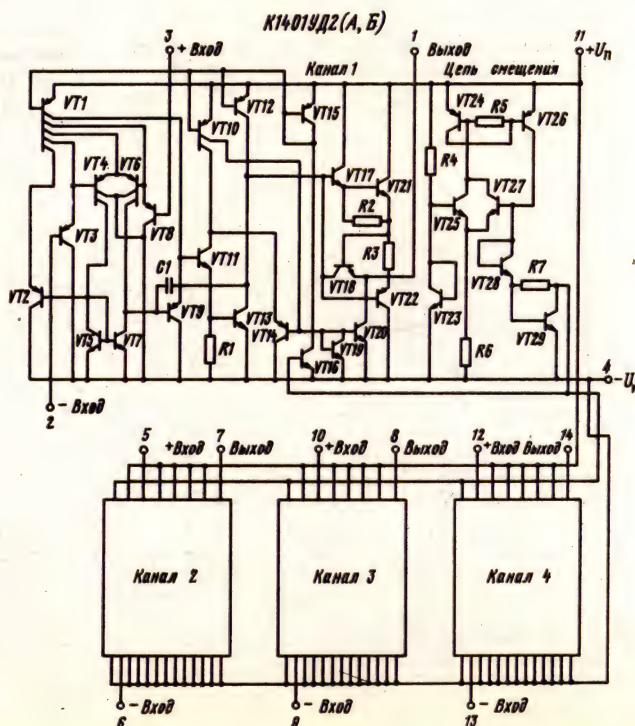 К1401УД2(А, Б)
3
+ Вход
1
Выход
11
+Uп
Канал 1
Цепь смещения
VT1
VT10
VT12
VT15
VT24
R5
VT26
VT4
VT6
VT17
VT21
R4
VT27
VT25
R2
VT3
VT8
R3
VT2
C1
VT11
VT18
VT28
R7
VT9
VT22
VT23
VT5
VT7
R1
VT13
VT14
VT16
VT19
VT20
R6
VT29
4
2
- Вход
5
+Вход
7
Выход
10
+Вход
8
Выход
12
+Вход
Выход
14
Канал 2
Канал 3
Канал 4
6
- Вход
9
- Вход
13
- Вход